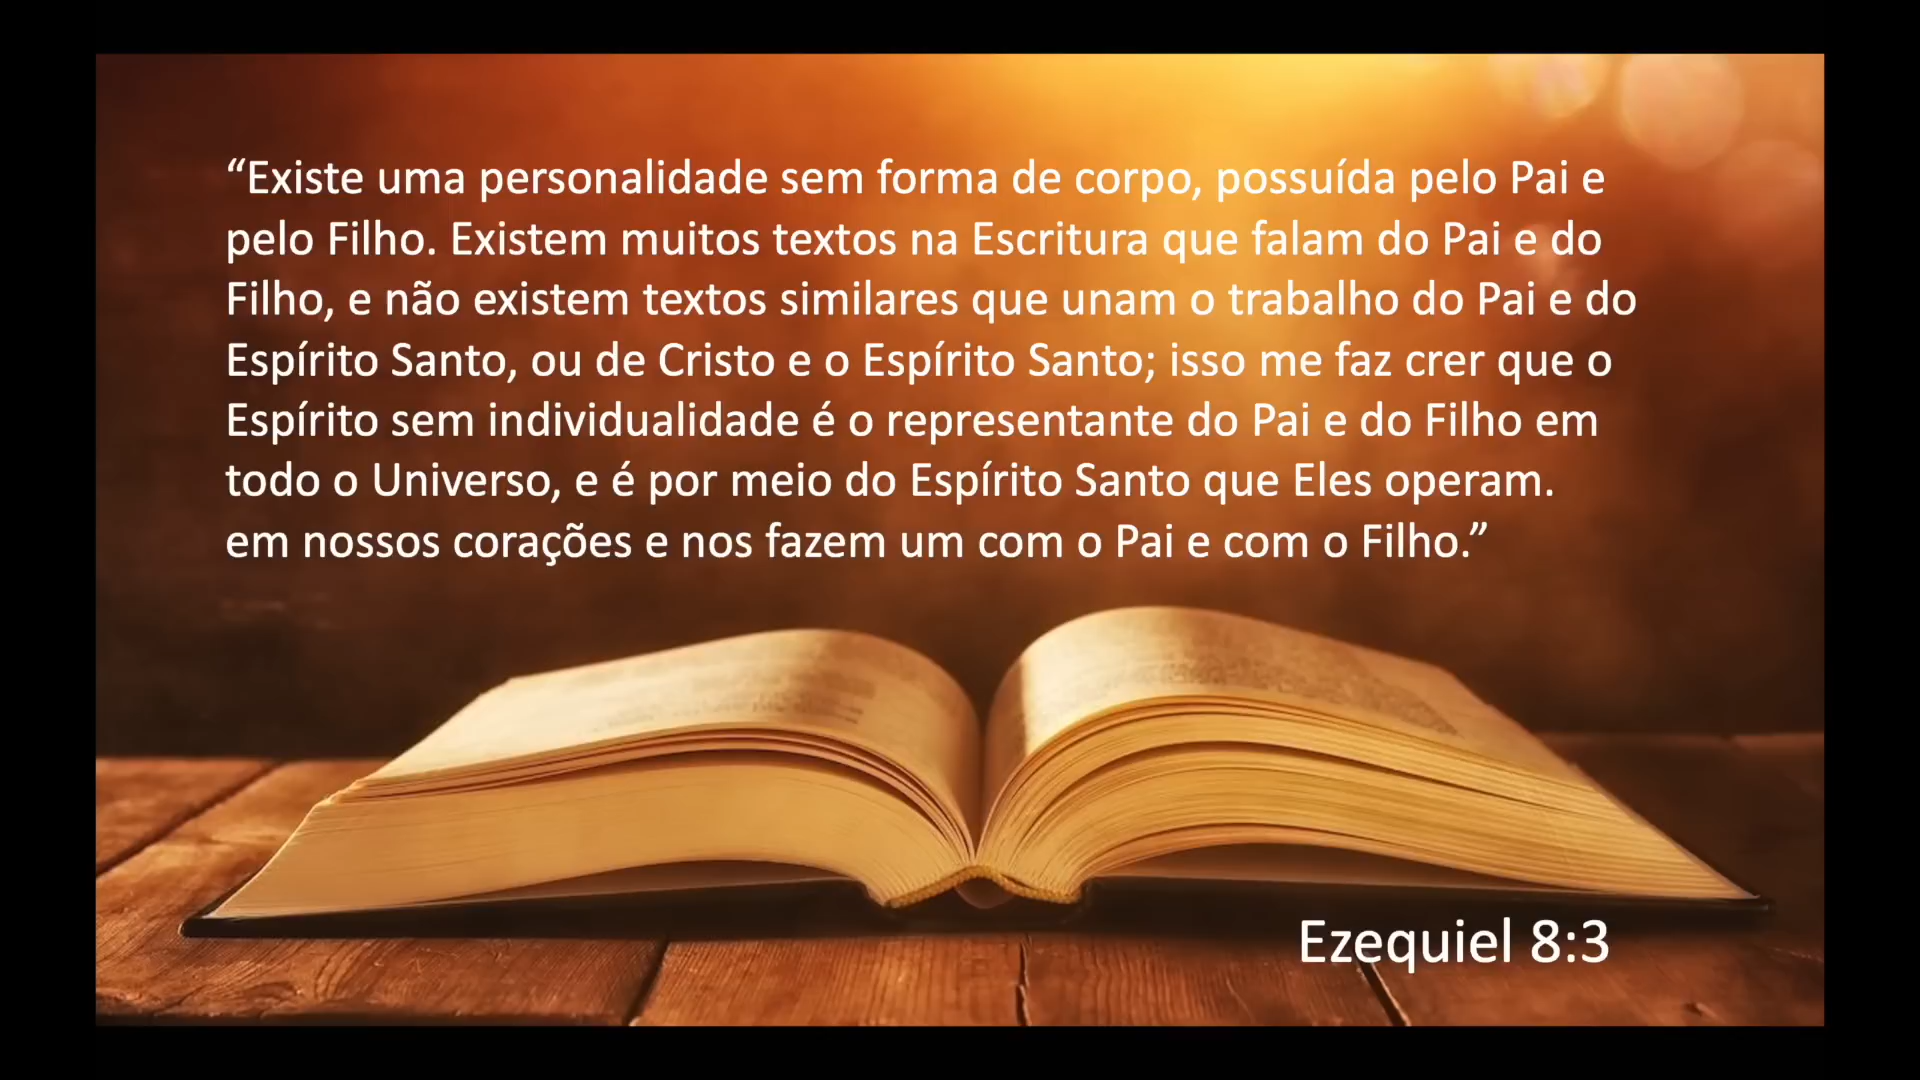 “Existe uma personalidade sem forma de corpo, possuída pelo Pai e
pelo Filho. Existem muitos textos na Escritura que falam do Pai e do
Filho, e não existem textos similares que unam o trabalho do Pai e do
Espírito Santo, ou de Cristo e o Espírito Santo; isso me faz crer que o
Espírito sem individualidade é o representante do Pai e do Filho em
todo o Universo, e é por meio do Espírito Santo que Eles operam.
em nossos corações e nos fazem um com o Pai e com o Filho.”
Ezequiel 8:3